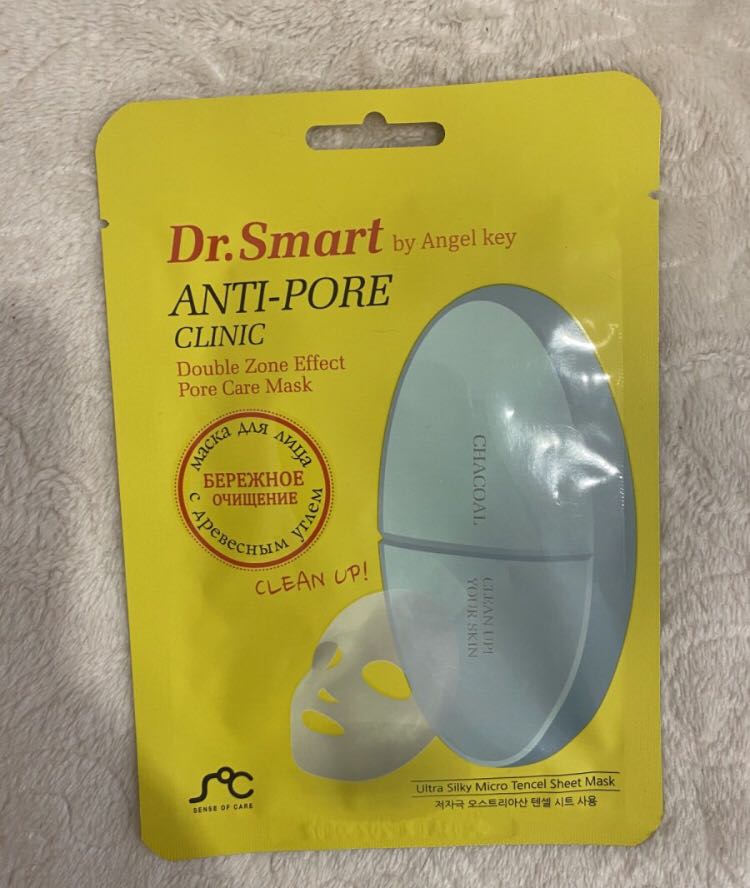 Dr.Smart by Angel key
ANTI-PORE
CLINIC
Double Zone Effect
Pore Care Mask
маска для лица
БЕРЕЖНОЕ
ОЧИЩЕНИЕ
с древесным углем
CLEAN UP!
CHACOAL
CLEAN UP!
YOUR SKIN
SOC
SENSE OF CARE
Ultra Silky Micro Tencel Sheet Mask
저자극 오스트리아산 텐셀 시트 사용